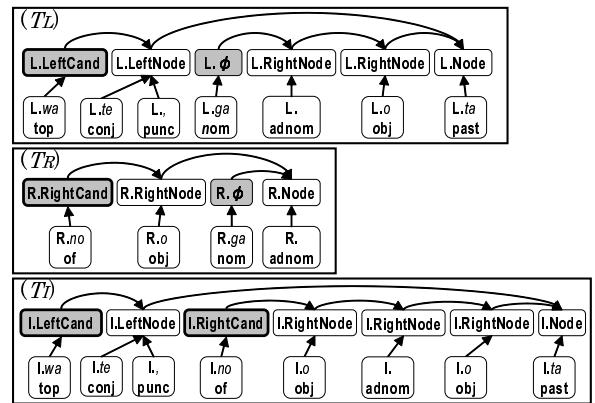 (TL)
L.LeftCand L.LeftNode L.ϕ L.RightNode L.RightNode L.Node
L.wa L.te L., L.ga L. L.o L.ta
top conj punc nom adnom obj past
(TR)
R.RightCand R.RightNode R.ϕ R.Node
R.no R.o R.ga R.
of obj nom adnom
(TI)
I.LeftCand I.LeftNode I.RightCand I.RightNode I.RightNode I.RightNode I.Node
I.wa I.te I., I.no I.o I. I.o I.ta
top conj punc of obj adnom obj past